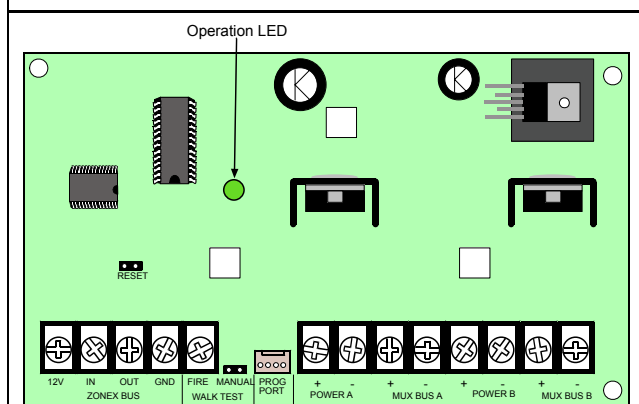 Operation LED
RESET
12V IN OUT GND FIRE MANUAL PROG PORT + - + - + - + -
ZONEX BUS WALK TEST POWER A MUX BUS A POWER B MUX BUS B